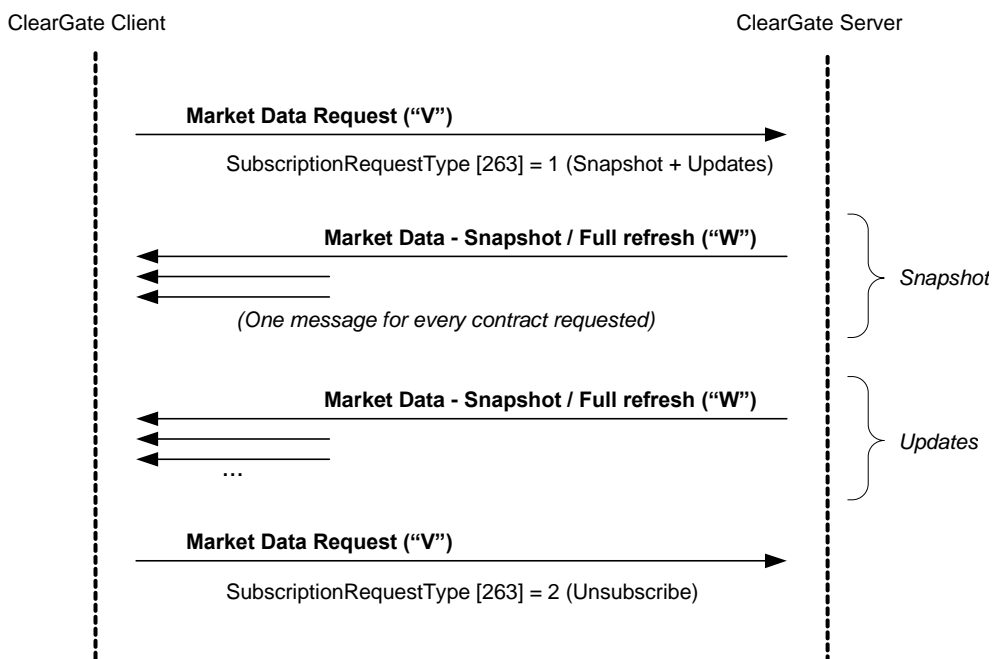 ClearGate Client
ClearGate Server
Market Data Request (“V”)
SubscriptionRequestType [263] = 1 (Snapshot + Updates)
Market Data - Snapshot / Full refresh (“W”)
Snapshot
(One message for every contract requested)
Market Data - Snapshot / Full refresh (“W”)
Updates
...
Market Data Request (“V”)
SubscriptionRequestType [263] = 2 (Unsubscribe)